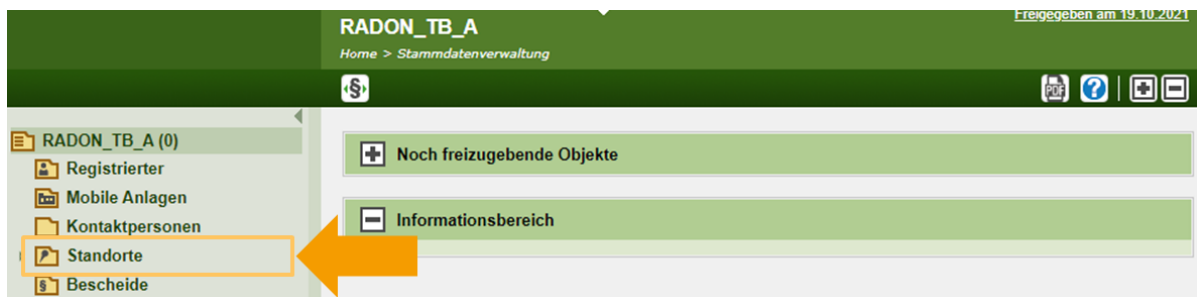 RADON_TB_A
Freigegeben am 19.10.2021
Home > Stammdatenverwaltung
§
PDF ?
RADON_TB_A (0)
Registrierter
Mobile Anlagen
Kontaktpersonen
Standorte
§ Bescheide
Noch freizugebende Objekte
Informationsbereich